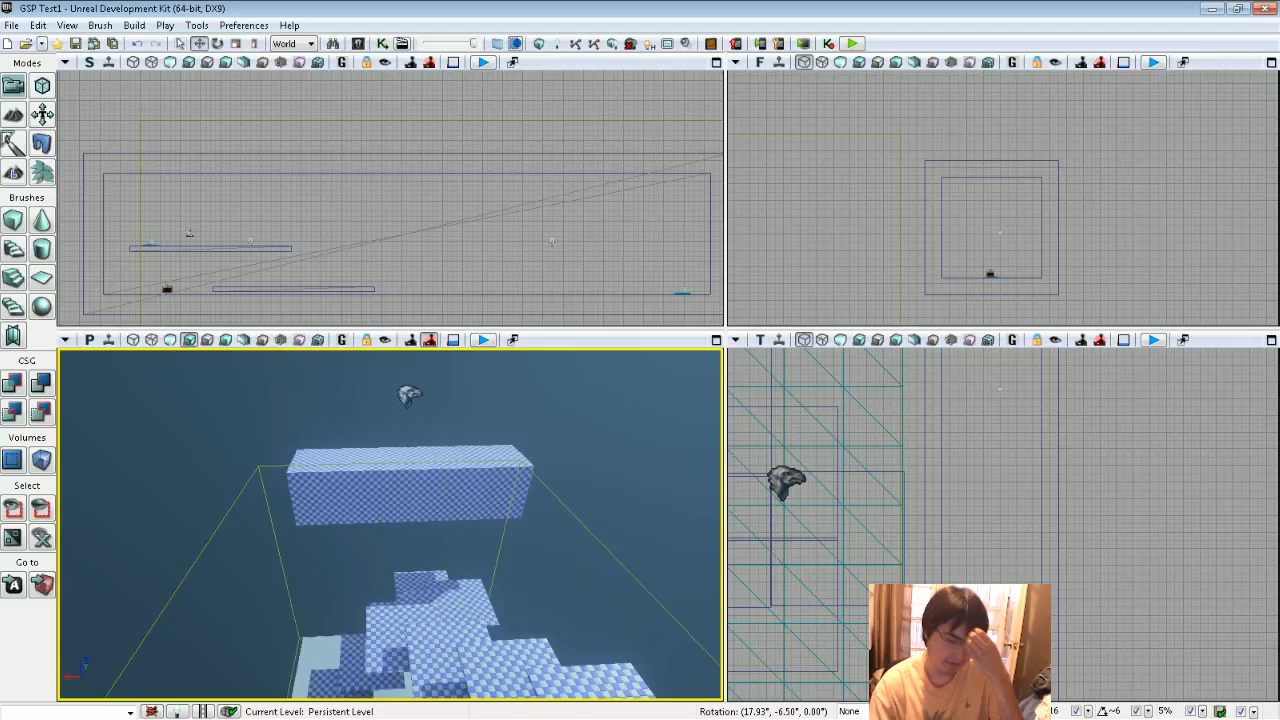 GSP Test1 - Unreal Development Kit (64-bit, DX9)
File Edit View Brush Build Play Tools Preferences Help
World
Modes
S G
F G
Brushes
P G
T G
CSG
Volumes
Select
Go to
A
Current Level: Persistent Level
Rotation: (17.93°, -6.50, 0.00°)
None
16
~6
5%